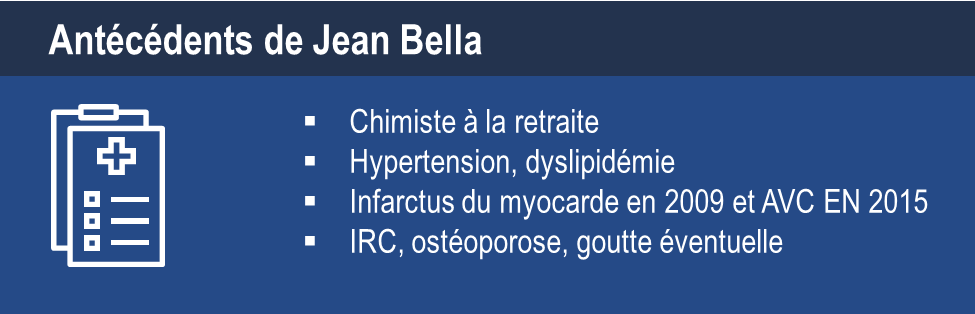 Antécédents de Jean Bella
▪ Chimiste à la retraite
▪ Hypertension, dyslipidémie
▪ Infarctus du myocarde en 2009 et AVC EN 2015
▪ IRC, ostéoporose, goutte éventuelle